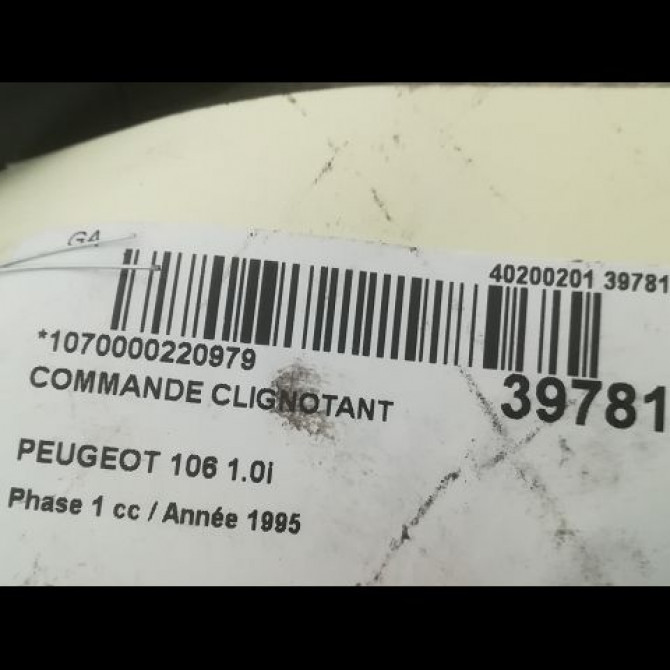 GA
40200201 39781
*1070000220979
COMMANDE CLIGNOTANT
39781
PEUGEOT 106 1.0i
Phase 1 cc / Année 1995